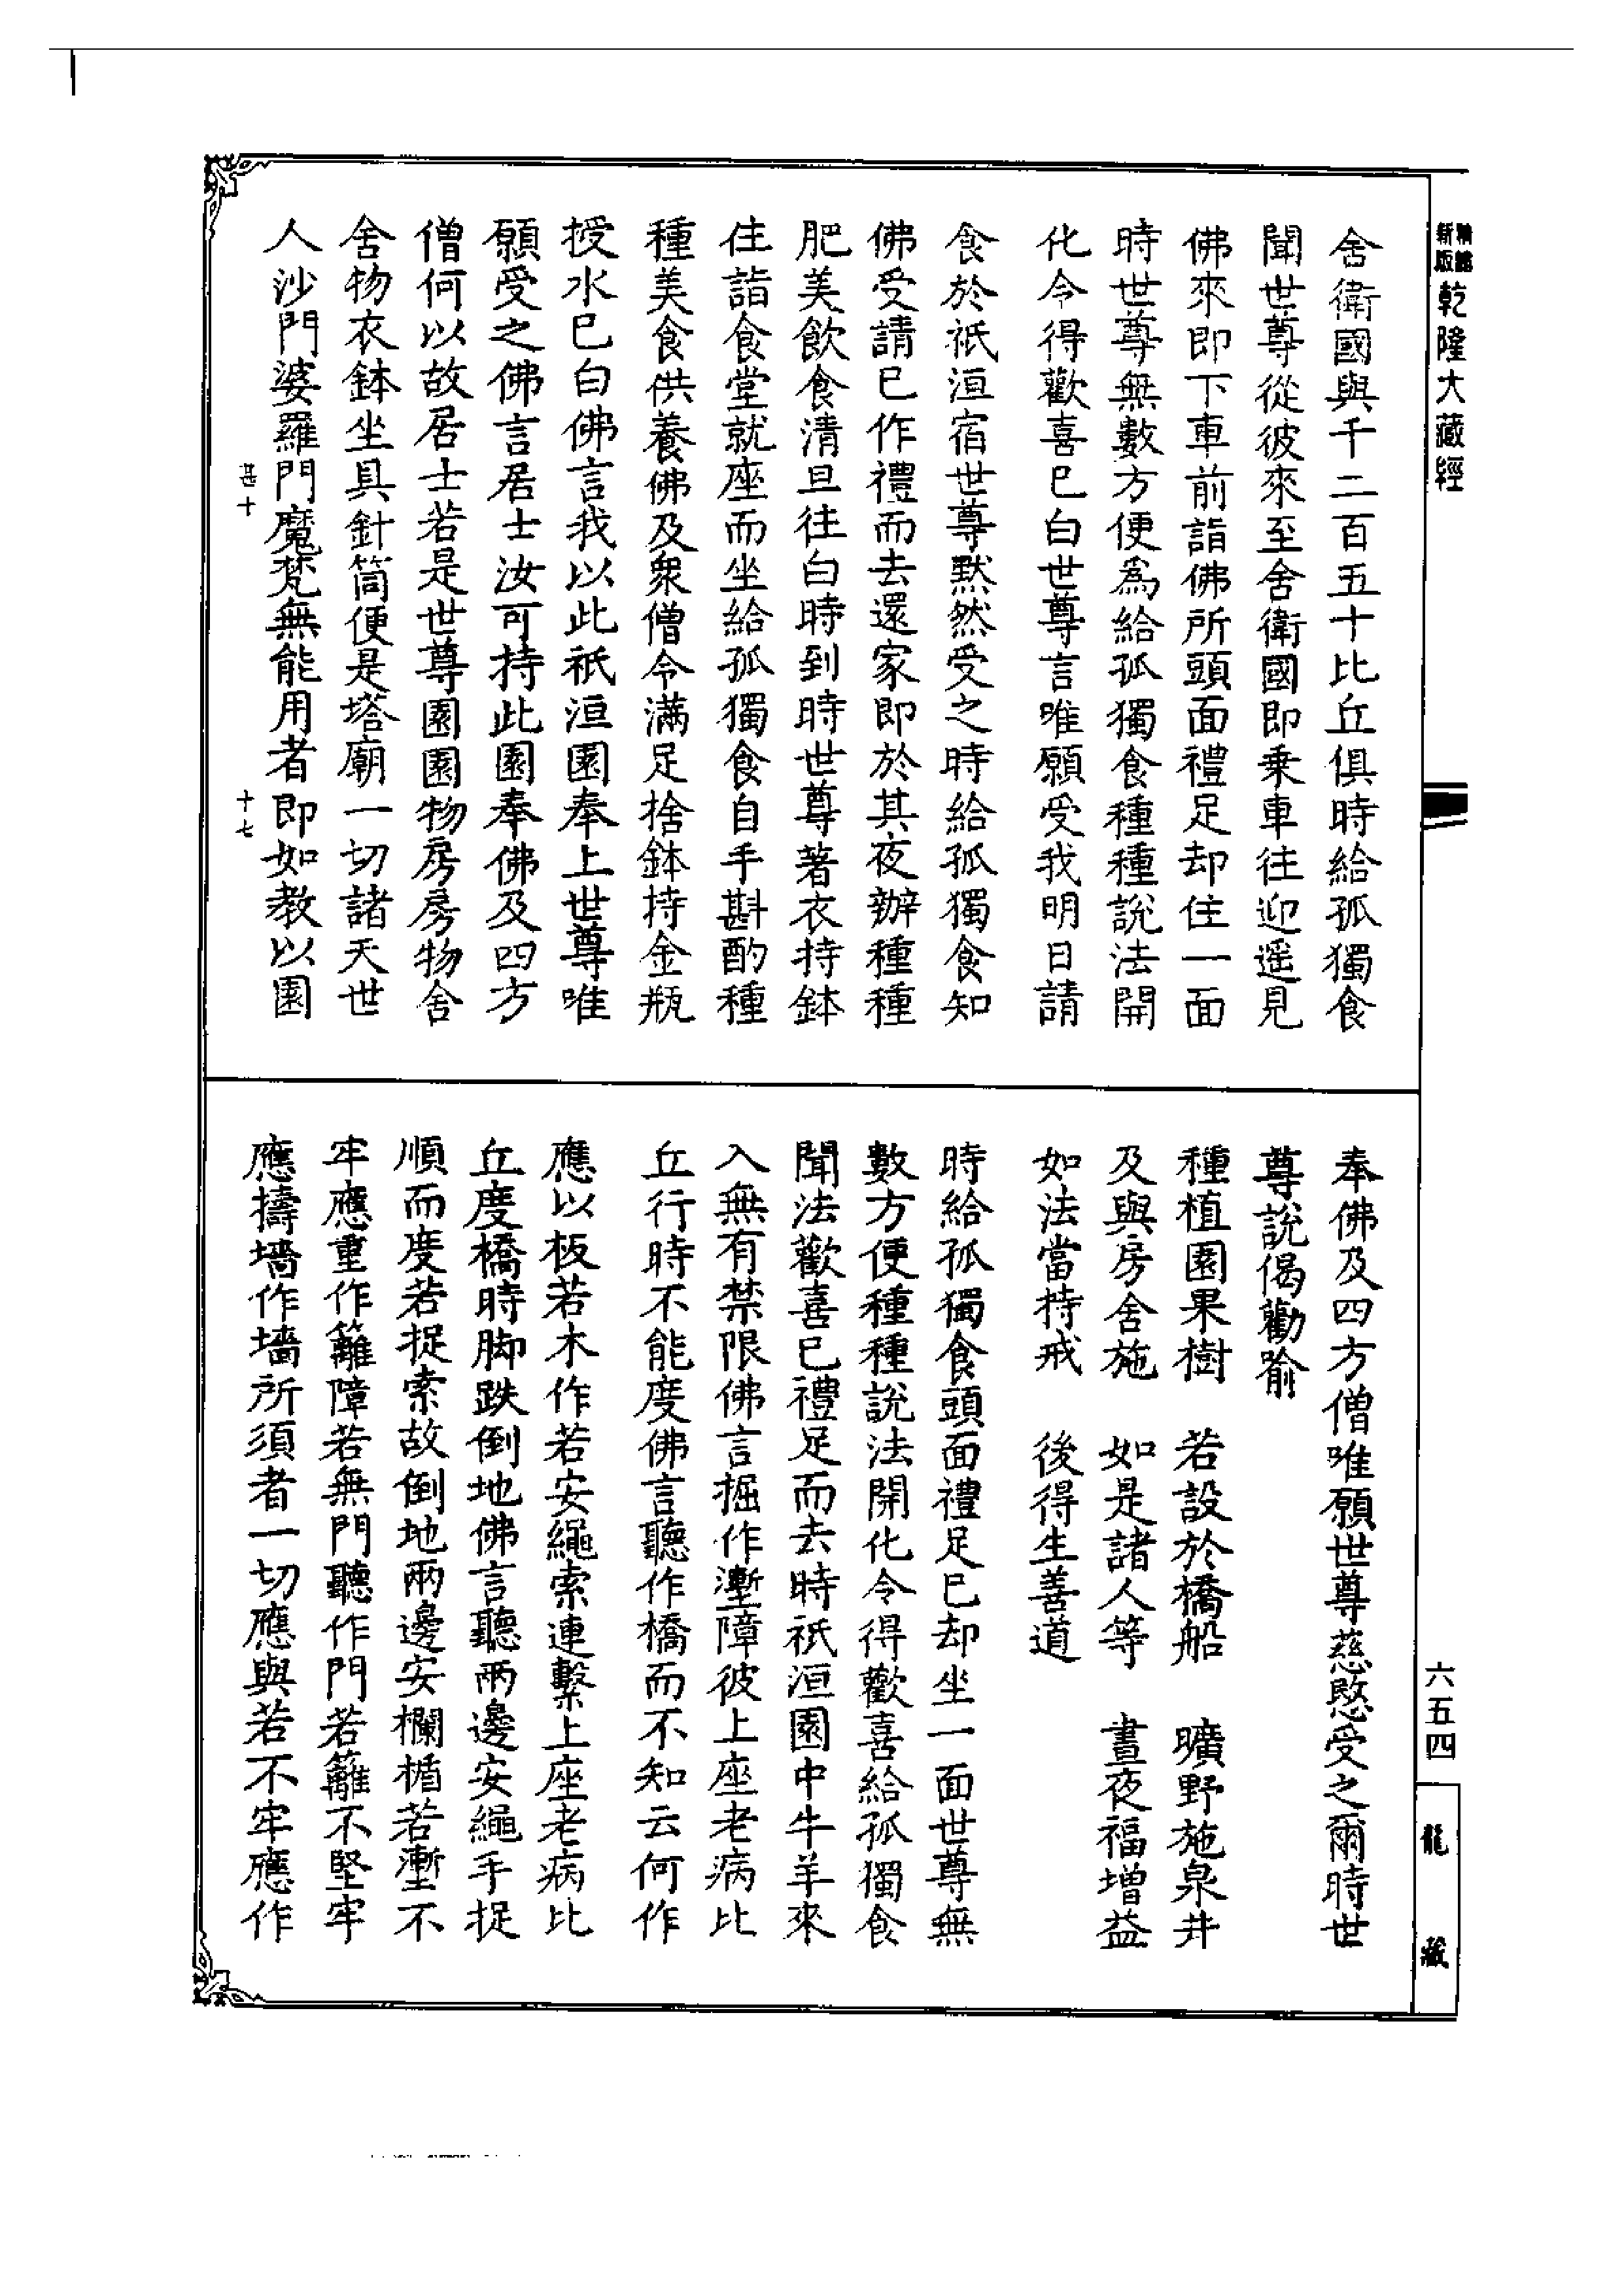 新版
乾隆大藏經
舍衛國與千二百五十比丘俱時給孤獨食
聞世尊從彼來至舍衛國即乗車往迎遥見
佛來即下車前詣佛所頭面禮足却住一面
時世尊無數方便為給孤獨食種種說法開
化令得歡喜已白世尊言唯願受我明日請
食於祇洹宿世尊黙然受之時給孤獨食知
佛受請已作禮而去還家即於其夜辦種種
肥美飲食清旦往白時到時世尊著衣持鉢
住詣食堂就座而坐給孤獨食自手斟酌種
種美食供養佛及衆僧令滿足捨鉢持金瓶
授水已白佛言我以此祇洹園奉上世尊唯
願受之佛言居士汝可持此園奉佛及四方
僧何以故居士若是世尊園園物房房物舍
舍物衣鉢坐具針筒便是塔廟一切諸天世
人沙門婆羅門魔梵無能用者即如教以園
甚十 十七
奉佛及四方僧唯願世尊慈愍受之爾時世
尊說偈勸喻
種植園果樹 若設於橋船 曠野施泉井
及與房舍施 如是諸人等 晝夜福增益
如法當持戒 後得生善道
時給孤獨食頭面禮足已却坐一面世尊無
數方便種種說法開化令得歡喜給孤獨食
聞法歡喜已禮足而去時祇洹園中牛羊來
入無有禁限佛言掘作壍障彼上座老病比
丘行時不能度佛言聽作橋而不知云何作
應以板若木作若安繩索連繫上座老病比
丘度橋時脚跌倒地佛言聽兩邊安繩手捉
順而度若捉索故倒地兩邊安欄楯若壍不
牢應重作籬障若無門聽作門若籬不堅牢
應擣墻作墻所須者一切應與若不牢應作
六五四
龍藏